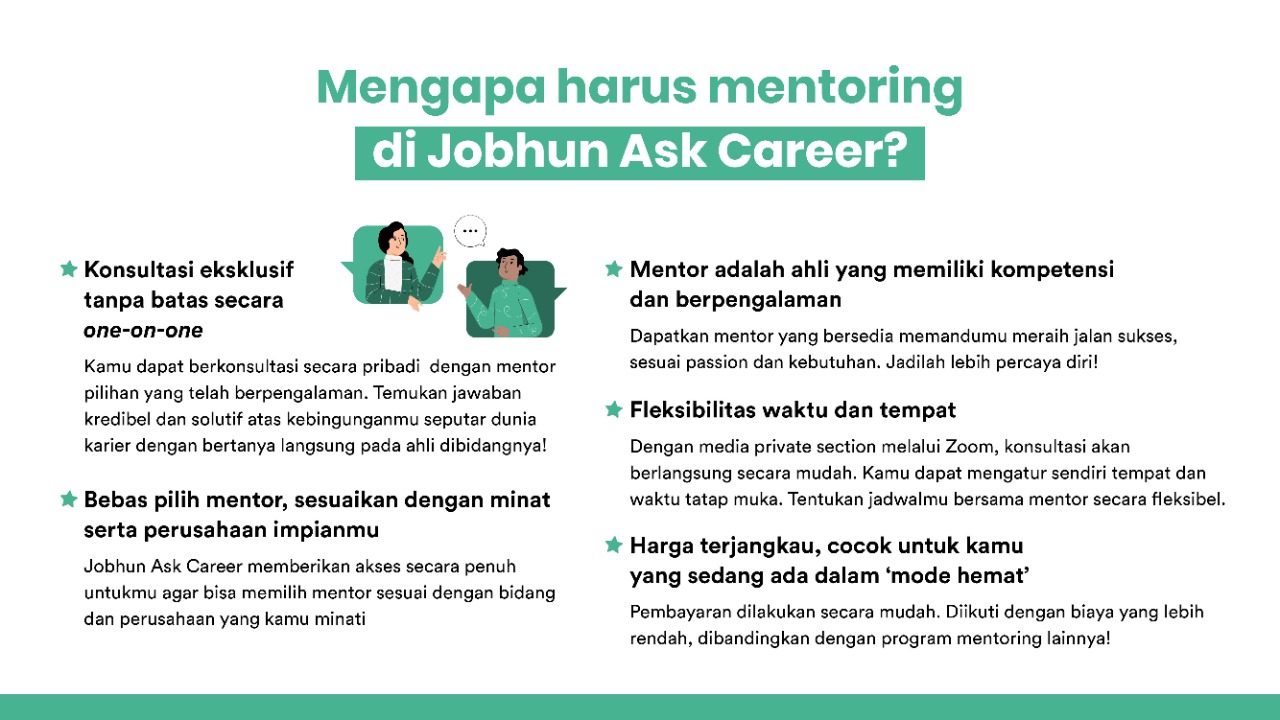 Mengapa harus mentoring
di Jobhun Ask Career?
Konsultasi eksklusif
tanpa batas secara
one-on-one
Kamu dapat berkonsultasi secara pribadi  dengan mentor
pilihan yang telah berpengalaman. Temukan jawaban
kredibel dan solutif atas kebingunganmu seputar dunia
karier dengan bertanya langsung pada ahli dibidangnya!
Bebas pilih mentor, sesuaikan dengan minat
serta perusahaan impianmu
Jobhun Ask Career memberikan akses secara penuh
untukmu agar bisa memilih mentor sesuai dengan bidang
dan perusahaan yang kamu minati
Mentor adalah ahli yang memiliki kompetensi
dan berpengalaman
Dapatkan mentor yang bersedia memandumu meraih jalan sukses,
sesuai passion dan kebutuhan. Jadilah lebih percaya diri!
Fleksibilitas waktu dan tempat
Dengan media private section melalui Zoom, konsultasi akan
berlangsung secara mudah. Kamu dapat mengatur sendiri tempat dan
waktu tatap muka. Tentukan jadwalmu bersama mentor secara fleksibel.
Harga terjangkau, cocok untuk kamu
yang sedang ada dalam ‘mode hemat’
Pembayaran dilakukan secara mudah. Diikuti dengan biaya yang lebih
rendah, dibandingkan dengan program mentoring lainnya!